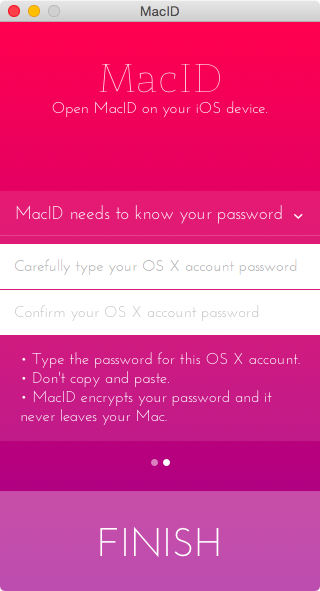 MacID
MacID
Open MacID on your iOS device.
MacID needs to know your password
Carefully type your OS X account password
Confirm your OS X account password
• Type the password for this OS X account.
• Don't copy and paste.
• MacID encrypts your password and it
never leaves your Mac.
FINISH